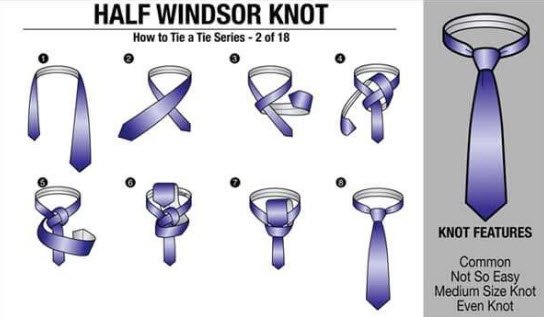 HALF WINDSOR KNOT
How to Tie a Tie Series - 2 of 18
1
2
3
4
5
6
7
8
KNOT FEATURES
Common
Not So Easy
Medium Size Knot
Even Knot